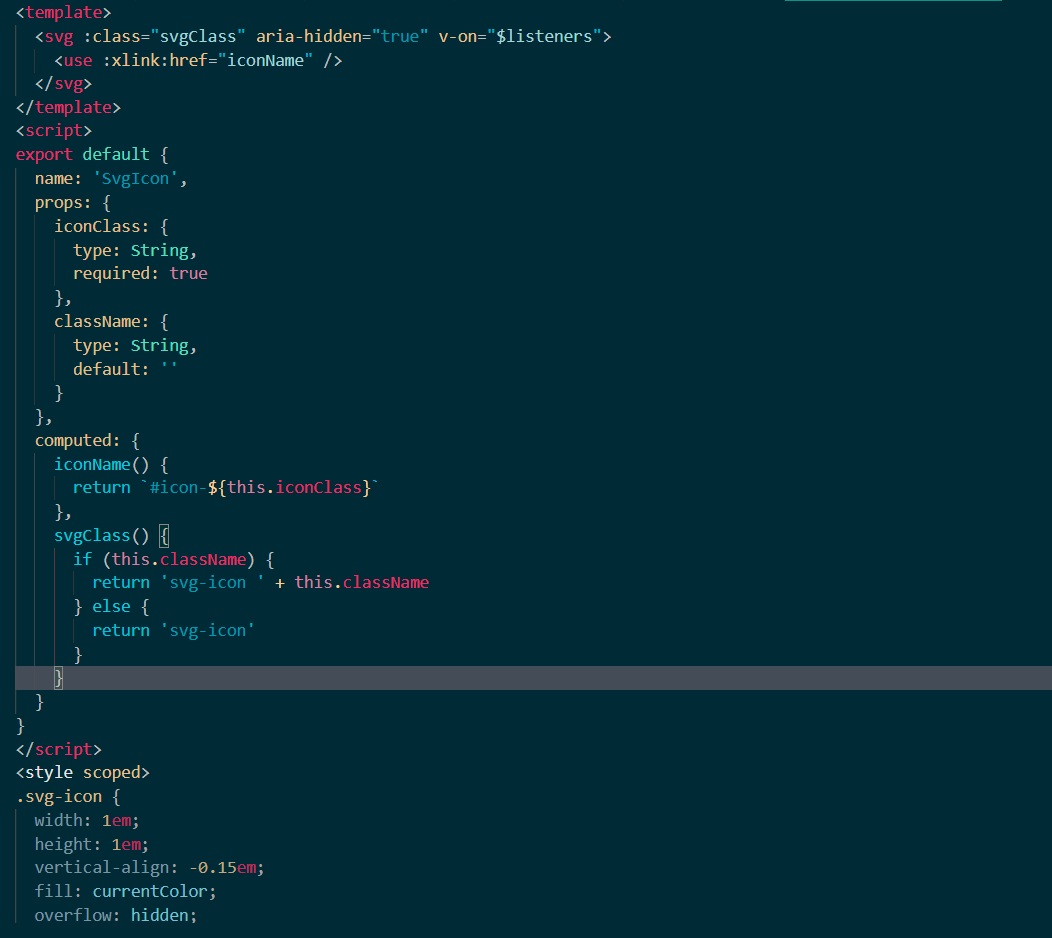 <template>
  <svg :class="svgClass" aria-hidden="true" v-on="$listeners">
    <use :xlink:href="iconName" />
  </svg>
</template>
<script>
export default {
  name: 'SvgIcon',
  props: {
    iconClass: {
      type: String,
      required: true
    },
    className: {
      type: String,
      default: ''
    }
  },
  computed: {
    iconName() {
      return `#icon-${this.iconClass}`
    },
    svgClass() {
      if (this.className) {
        return 'svg-icon ' + this.className
      } else {
        return 'svg-icon'
      }
    }
  }
}
</script>
<style scoped>
.svg-icon {
  width: 1em;
  height: 1em;
  vertical-align: -0.15em;
  fill: currentColor;
  overflow: hidden;